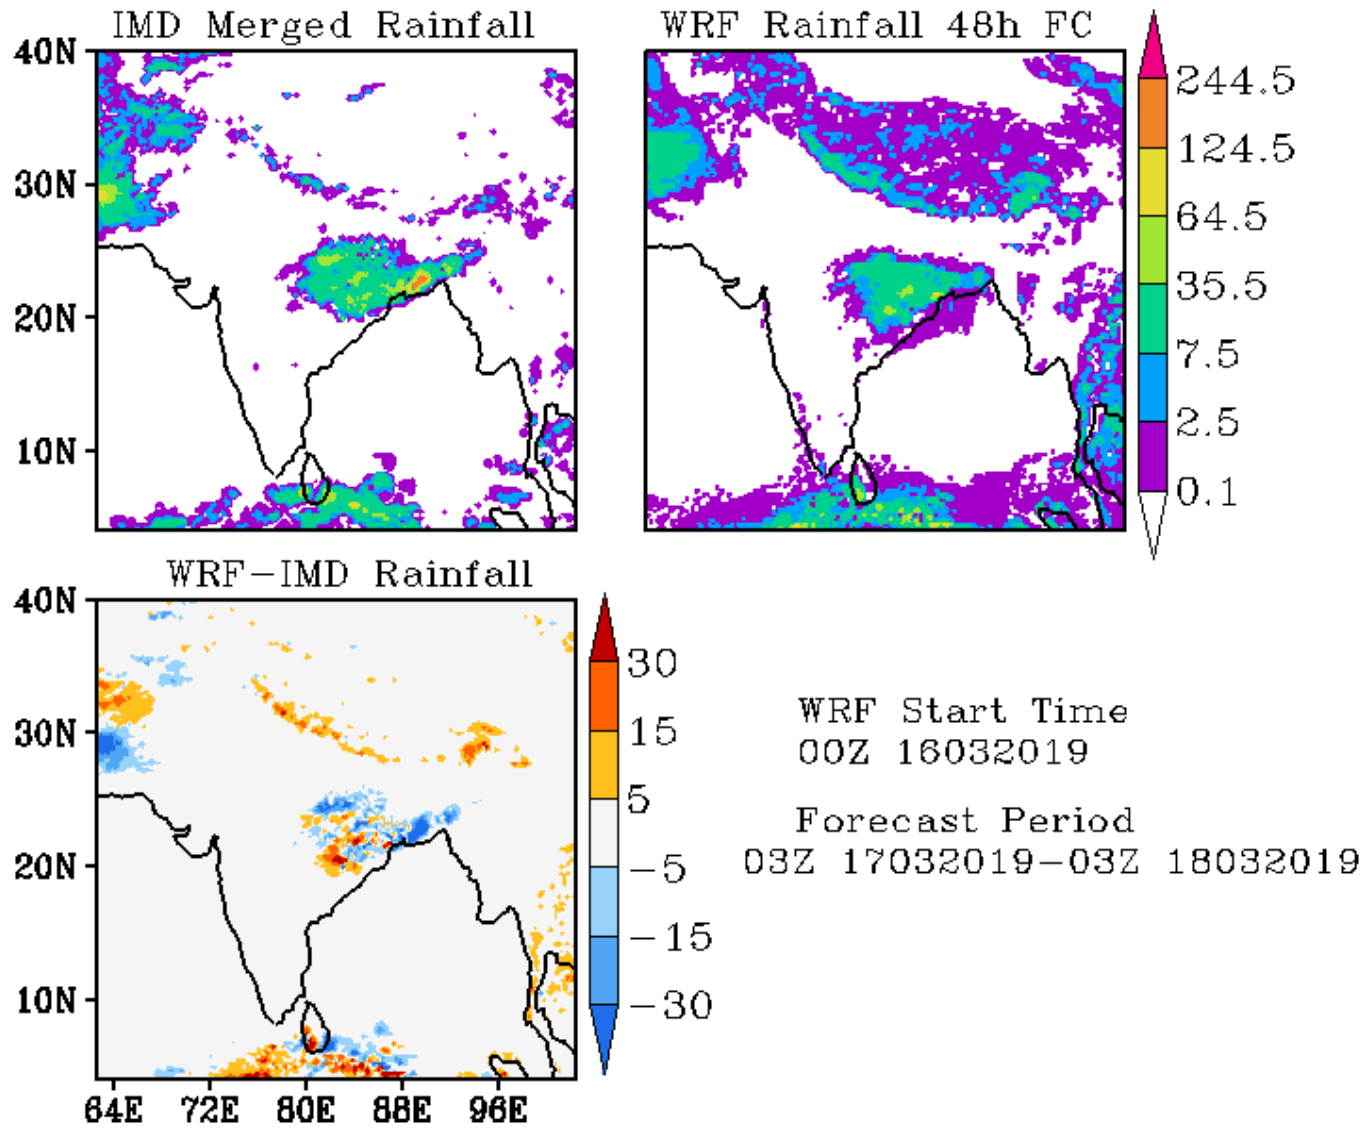 IMD Merged Rainfall
WRF Rainfall 48h FC
40N
30N
20N
10N
244.5
124.5
64.5
35.5
7.5
2.5
0.1
WRF-IMD Rainfall
40N
30N
20N
10N
64E 72E 80E 88E 96E
30
15
5
-5
-15
-30
WRF Start Time
00Z 16032019
Forecast Period
03Z 17032019-03Z 18032019